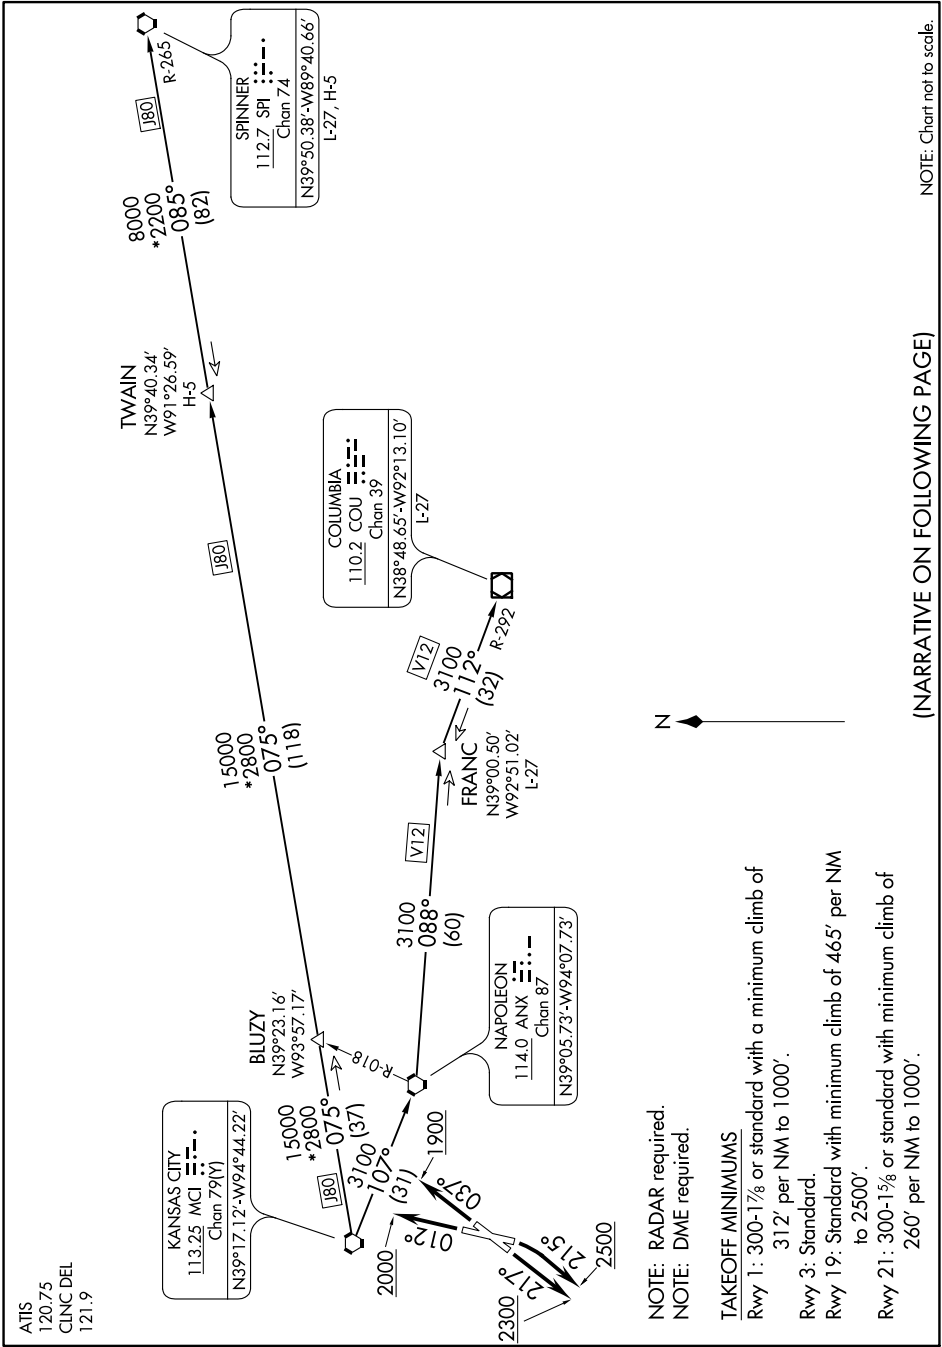 ATIS
120.75
CLNC DEL
121.9
KANSAS CITY
113.25 MCI
Chan 79(Y)
N39°17.12'-W94°44.22'
BLUZY
N39°23.16'
W93°57.17'
TWAIN
N39°40.34'
W91°26.59'
H-5
SPINNER
112.7 SPI
Chan 74
N39°50.38'-W89°40.66'
L-27, H-5
R-265
J80
8000
*2200
085°
(82)
J80
15000
*2800
075°
(118)
15000
*2800
075°
(37)
J80
R-018
3100
107°
(31)
NAPOLEON
114.0 ANX
Chan 87
N39°05.73'-W94°07.73'
3100
088°
(60)
V12
FRANC
N39°00.50'
W92°51.02'
L-27
V12
3100
112°
(32)
R-292
COLUMBIA
110.2 COU
Chan 39
N38°48.65'-W92°13.10'
L-27
2000
012°
1900
037°
2300
217°
2500
215°
N
NOTE: RADAR required.
NOTE: DME required.
TAKEOFF MINIMUMS
Rwy 1: 300-1⅞ or standard with a minimum climb of
312' per NM to 1000'.
Rwy 3: Standard.
Rwy 19: Standard with minimum climb of 465' per NM
to 2500'.
Rwy 21: 300-1⅝ or standard with minimum climb of
260' per NM to 1000'.
(NARRATIVE ON FOLLOWING PAGE)
NOTE: Chart not to scale.